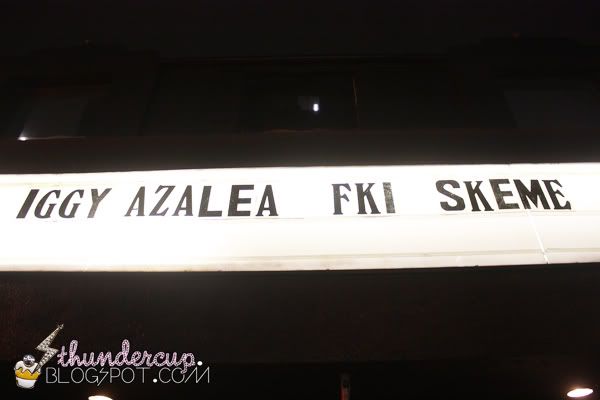 IGGY AZALEA FKI SKEME
thundercup.
BLOGSPOT.COM